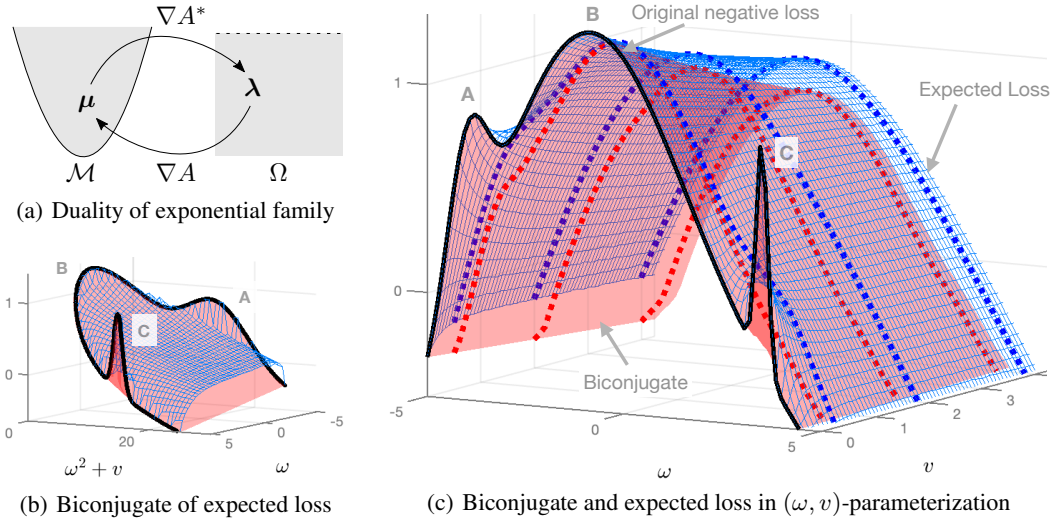 ∇A*
μ
λ
M
∇A
Ω
(a) Duality of exponential family
B
A
C
1
0
0
20
5
0
-5
ω² + v
ω
(b) Biconjugate of expected loss
B
Original negative loss
A
Expected Loss
C
Biconjugate
1
0
-5
0
5
0
1
2
3
ω
v
(c) Biconjugate and expected loss in (ω, v)-parameterization